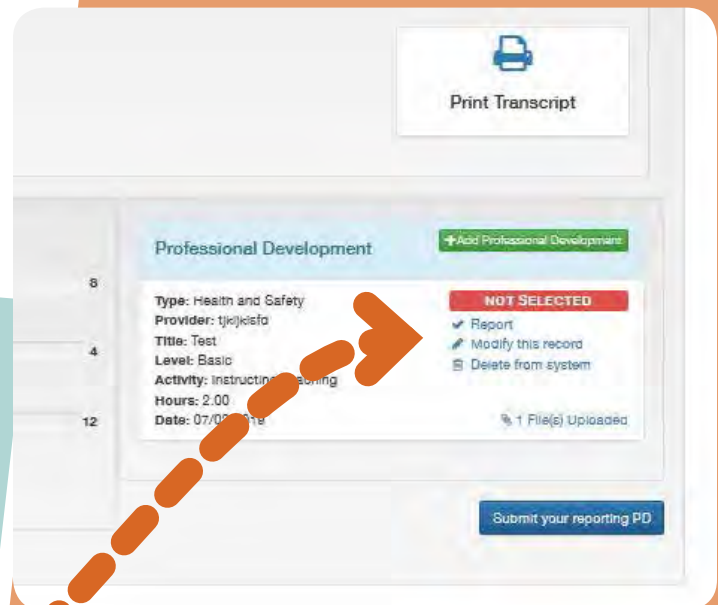 Print Transcript
8
4
12
Professional Development
+Add Professional Development
Type: Health and Safety
Title: Test
Level: Basic
Activity: Instructing
Hours: 2.00
Date:
NOT SELECTED
Report
Modify this record
Delete from system
1 File(s) Uploaded
Submit your reporting PD